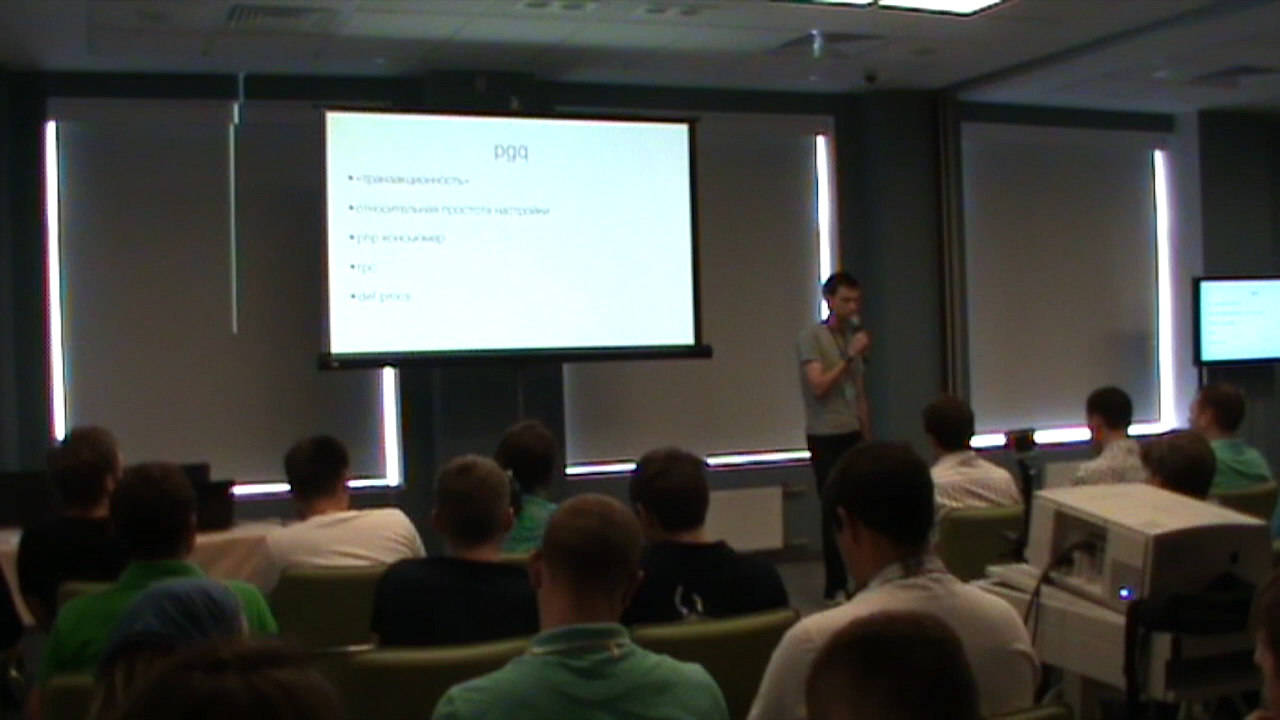 pgq
•«транзакционность»
•относительная простота настройки
•php консьюмер
•rpc
•def procs